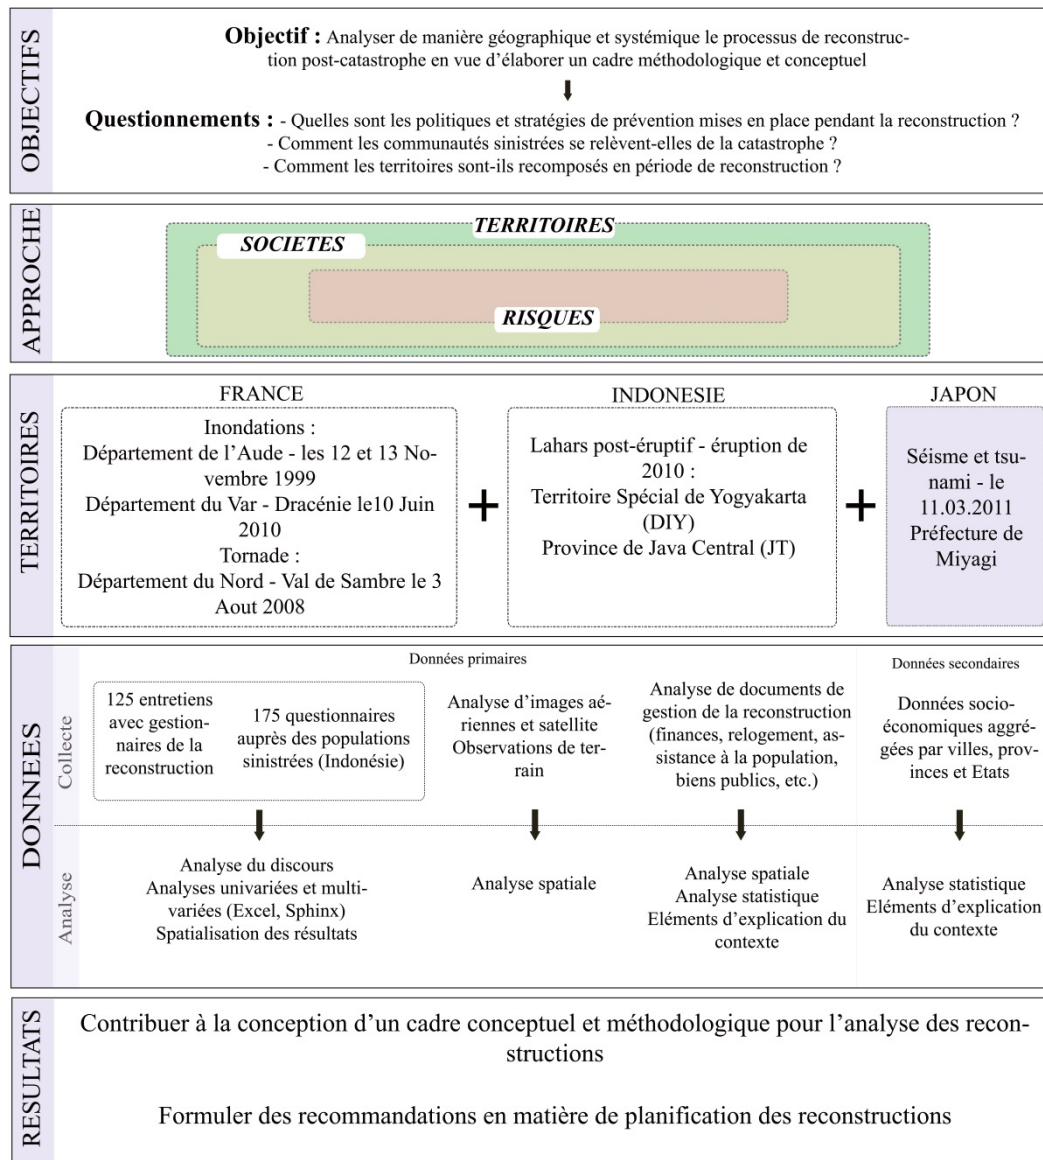 OBJECTIFS
Objectif : Analyser de manière géographique et systémique le processus de reconstruc-
tion post-catastrophe en vue d’élaborer un cadre méthodologique et conceptuel
Questionnements : - Quelles sont les politiques et stratégies de prévention mises en place pendant la reconstruction ?
- Comment les communautés sinistrées se relèvent-elles de la catastrophe ?
- Comment les territoires sont-ils recomposés en période de reconstruction ?
APPROCHE
TERRITOIRES
SOCIETES
RISQUES
TERRITOIRES
FRANCE
Inondations :
Département de l’Aude - les 12 et 13 No-
vembre 1999
Département du Var - Dracénie le10 Juin
2010
Tornade :
Département du Nord - Val de Sambre le 3
Aout 2008
+
INDONESIE
Lahars post-éruptif - éruption de
2010 :
Territoire Spécial de Yogyakarta
(DIY)
Province de Java Central (JT)
+
JAPON
Séisme et tsu-
nami - le
11.03.2011
Préfecture de
Miyagi
DONNEES
Collecte
Données primaires
125 entretiens
avec gestion-
naires de la
reconstruction
175 questionnaires
auprès des populations
sinistrées (Indonésie)
Analyse d’images aé-
riennes et satellite
Observations de ter-
rain
Analyse de documents de
gestion de la reconstruction
(finances, relogement, as-
sistance à la population,
biens publics, etc.)
Données secondaires
Données socio-
économiques aggré-
gées par villes, pro-
vinces et Etats
Analyse
Analyse du discours
Analyses univariées et multi-
variées (Excel, Sphinx)
Spatialisation des résultats
Analyse spatiale
Analyse spatiale
Analyse statistique
Eléments d’explication du
contexte
Analyse statistique
Eléments d’explication
du contexte
RESULTATS
Contribuer à la conception d’un cadre conceptuel et méthodologique pour l’analyse des recon-
structions
Formuler des recommandations en matière de planification des reconstructions